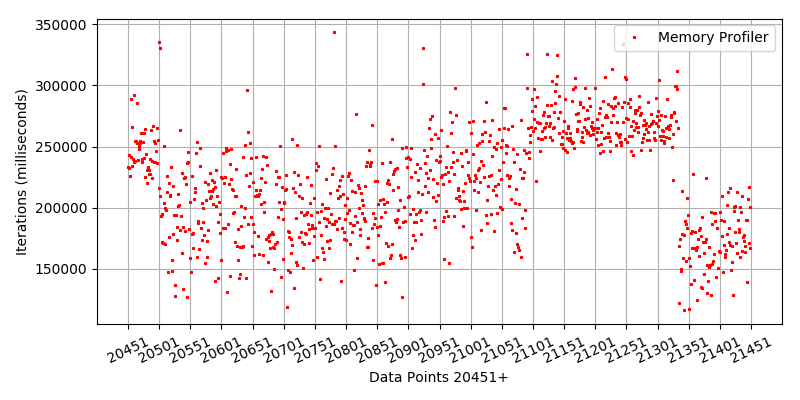 Memory Profiler
Iterations (milliseconds)
350000
300000
250000
200000
150000
20451 20501 20551 20601 20651 20701 20751 20801 20851 20901 20951 21001 21051 21101 21151 21201 21251 21301 21351 21401 21451
Data Points 20451+